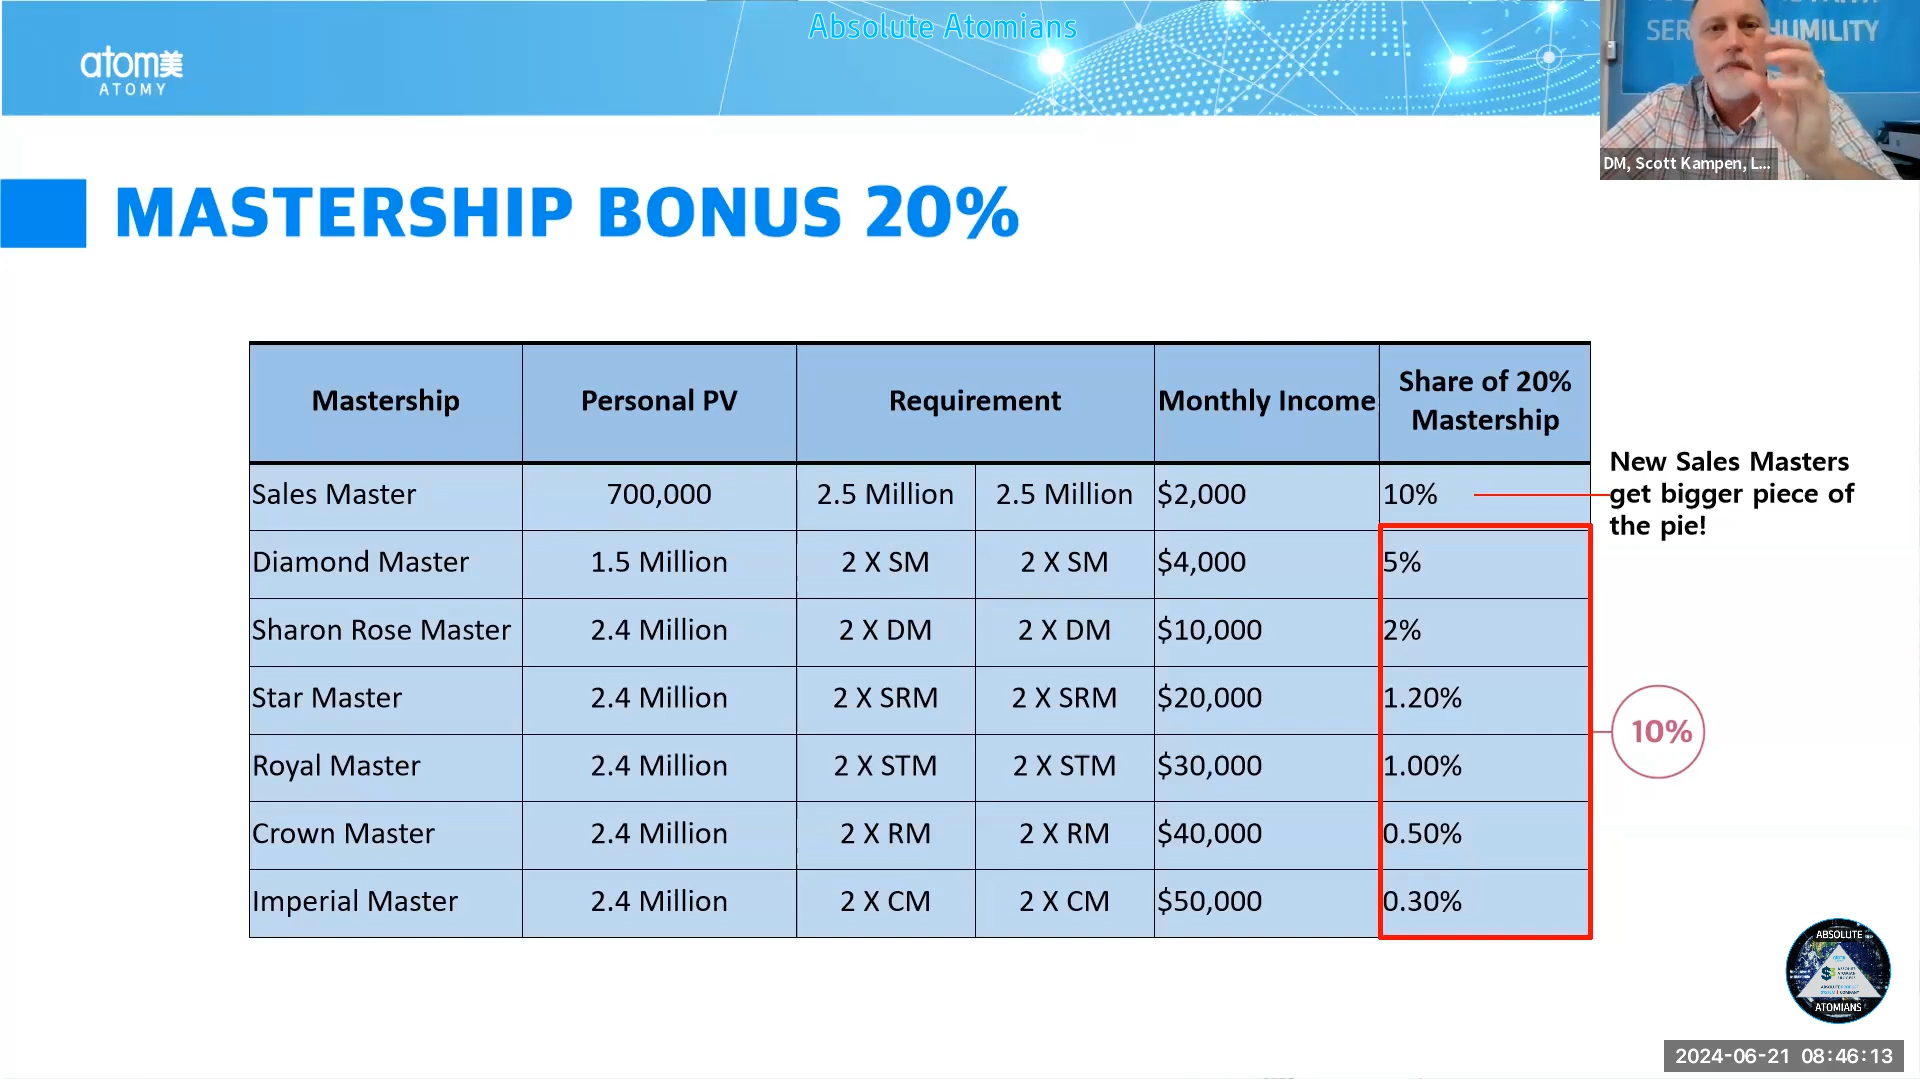 Absolute Atomians
atom美
ATOMY
HUMILITY
DM, Scott Kampen, L...
MASTERSHIP BONUS 20%
Mastership Personal PV Requirement Monthly Income Share of 20% Mastership
Sales Master 700,000 2.5 Million 2.5 Million $2,000 10%
New Sales Masters
get bigger piece of
the pie!
Diamond Master 1.5 Million 2 X SM 2 X SM $4,000 5%
Sharon Rose Master 2.4 Million 2 X DM 2 X DM $10,000 2%
Star Master 2.4 Million 2 X SRM 2 X SRM $20,000 1.20%
Royal Master 2.4 Million 2 X STM 2 X STM $30,000 1.00%
10%
Crown Master 2.4 Million 2 X RM 2 X RM $40,000 0.50%
Imperial Master 2.4 Million 2 X CM 2 X CM $50,000 0.30%
ABSOLUTE
ATOMIANS
2024-06-21 08:46:13